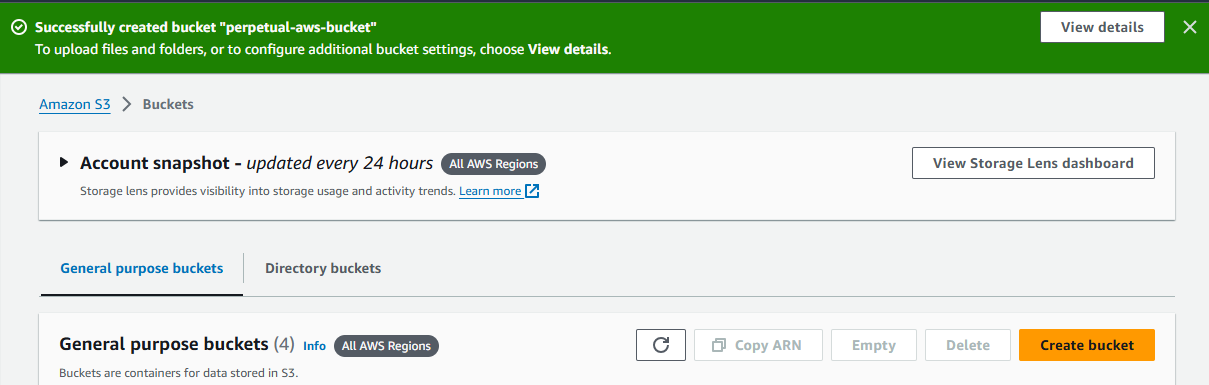 Successfully created bucket "perpetual-aws-bucket"
View details
To upload files and folders, or to configure additional bucket settings, choose View details.
Amazon S3 > Buckets
Account snapshot - updated every 24 hours All AWS Regions
View Storage Lens dashboard
Storage lens provides visibility into storage usage and activity trends. Learn more
General purpose buckets Directory buckets
General purpose buckets (4) Info All AWS Regions
Copy ARN Empty Delete Create bucket
Buckets are containers for data stored in S3.